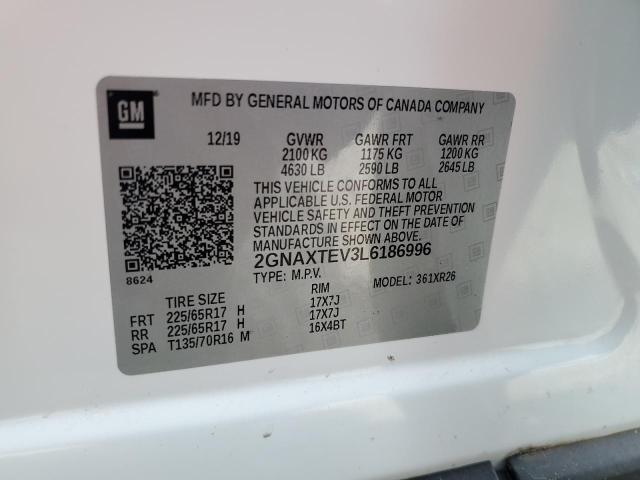 GM
MFD BY GENERAL MOTORS OF CANADA COMPANY
12/19 GVWR GAWR FRT GAWR RR
2100 KG 1175 KG 1200 KG
4630 LB 2590 LB 2645 LB
THIS VEHICLE CONFORMS TO ALL
APPLICABLE U.S. FEDERAL MOTOR
VEHICLE SAFETY AND THEFT PREVENTION
STANDARDS IN EFFECT ON THE DATE OF
MANUFACTURE SHOWN ABOVE.
2GNAXTEV3L6186996
8624
TYPE: M.P.V. MODEL: 361XR26
TIRE SIZE RIM
FRT 225/65R17 H 17X7J
RR 225/65R17 H 17X7J
SPA T135/70R16 M 16X4BT